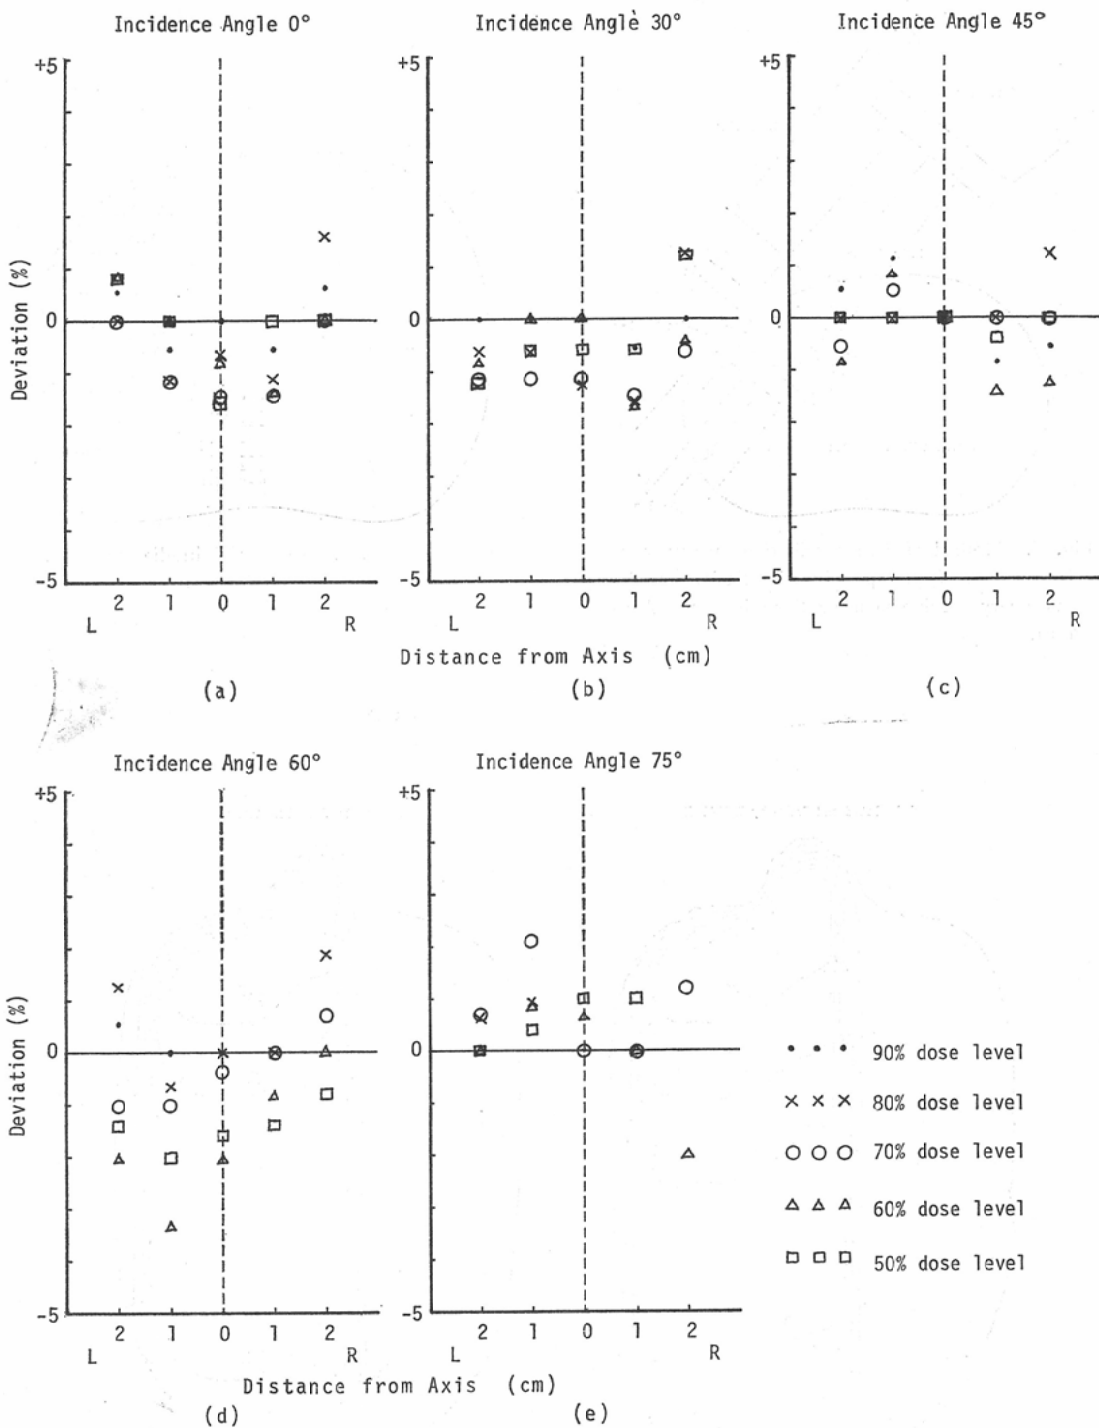 Incidence Angle 0°
Incidence Angle 30°
Incidence Angle 45°
+5
+5
+5
Deviation (%)
0
0
0
-5
-5
-5
2 1 0 1 2
2 1 0 1 2
2 1 0 1 2
L R
L R
L R
Distance from Axis (cm)
(a)
(b)
(c)
Incidence Angle 60°
Incidence Angle 75°
+5
+5
Deviation (%)
0
0
90% dose level
80% dose level
70% dose level
60% dose level
50% dose level
-5
-5
2 1 0 1 2
2 1 0 1 2
L R
L R
Distance from Axis (cm)
(d)
(e)